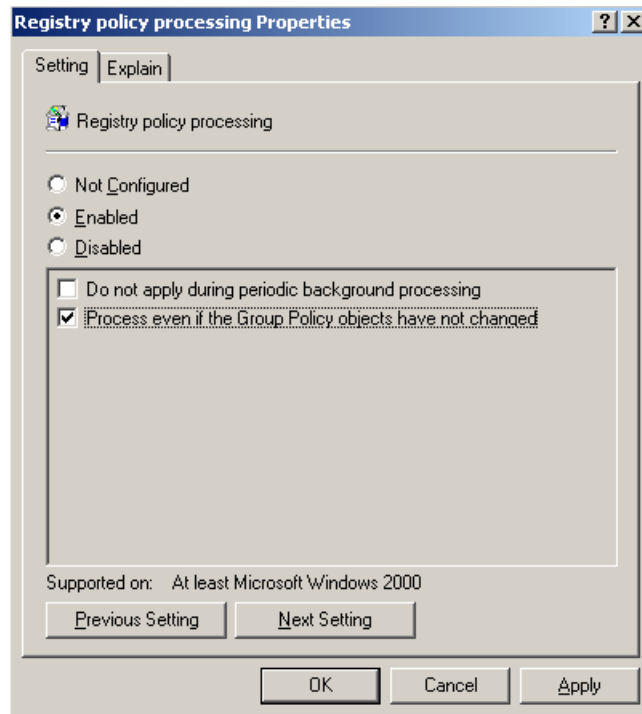 Registry policy processing Properties
Setting
Explain
Registry policy processing
Not Configured
Enabled
Disabled
Do not apply during periodic background processing
Process even if the Group Policy objects have not changed
Supported on: At least Microsoft Windows 2000
Previous Setting
Next Setting
OK
Cancel
Apply